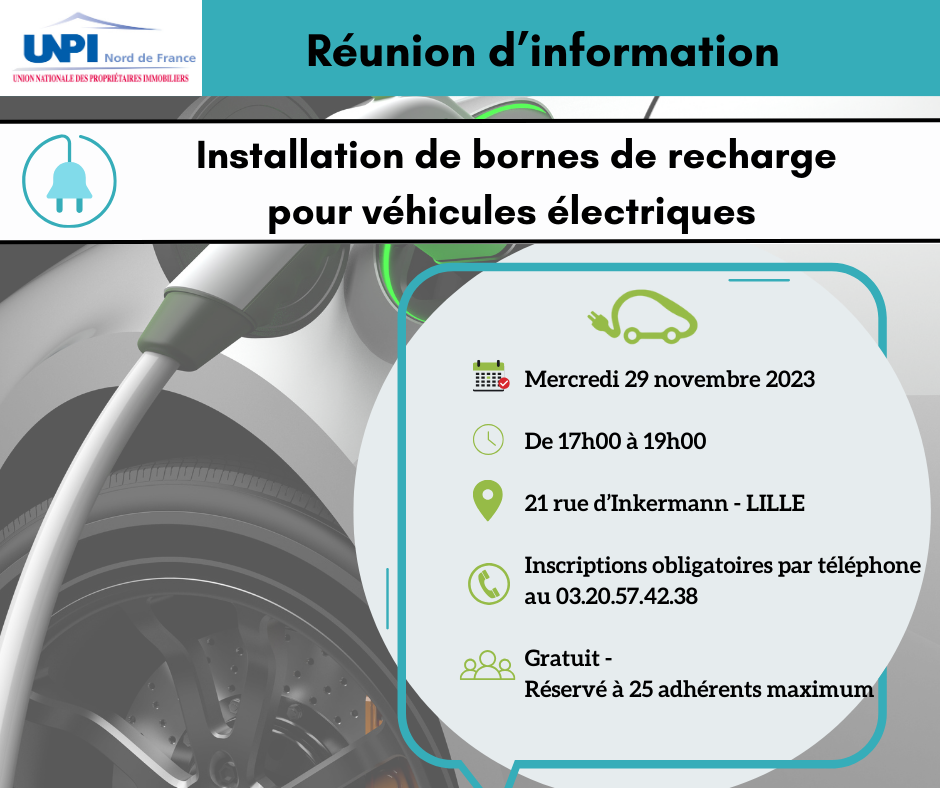 UNPI Nord de France
UNION NATIONALE DES PROPRIÉTAIRES IMMOBILIERS
Réunion d’information
Installation de bornes de recharge
pour véhicules électriques
Mercredi 29 novembre 2023
De 17h00 à 19h00
21 rue d’Inkermann - LILLE
Inscriptions obligatoires par téléphone
au 03.20.57.42.38
Gratuit -
Réservé à 25 adhérents maximum